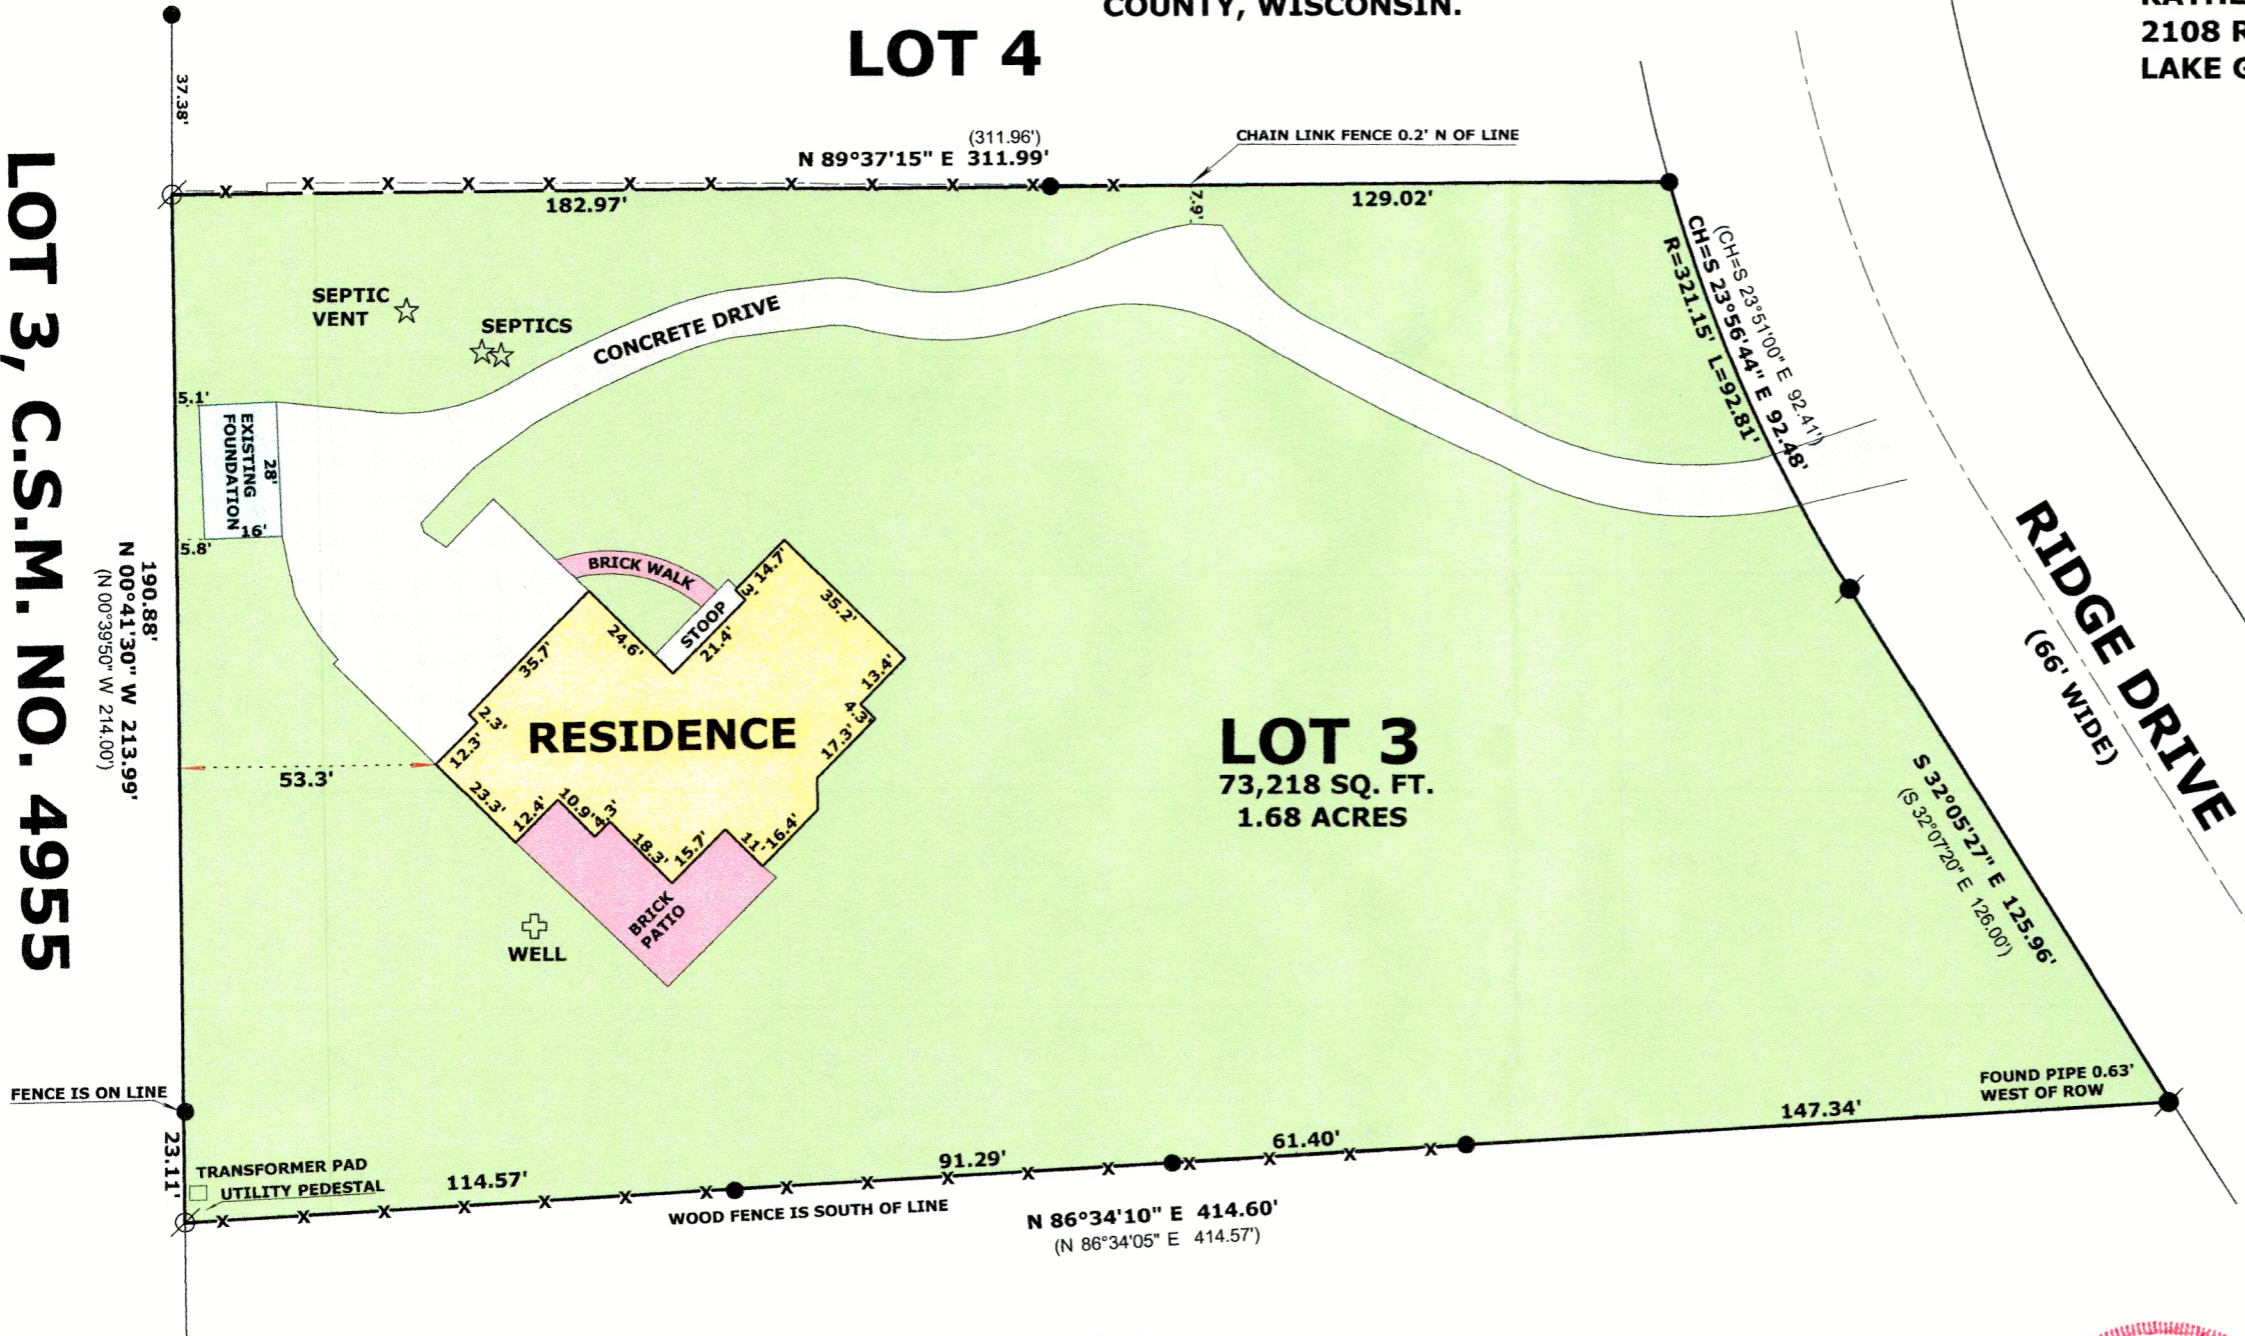 COUNTY, WISCONSIN.
2108 R
LAKE G
LOT 4
37.38'
(311.96')
N 89°37'15" E 311.99'
CHAIN LINK FENCE 0.2' N OF LINE
182.97'
7.9'
129.02'
(CH=S 23°51'00" E 92.41')
CH=S 23°56'44" E 92.48'
R=321.15' L=92.81'
LOT 3, C.S.M. NO. 4955
SEPTIC
VENT
SEPTICS
CONCRETE DRIVE
5.1'
EXISTING
FOUNDATION
28'
16'
5.8'
190.88'
N 00°41'30" W 213.99'
(N 00°39'50" W 214.00')
BRICK WALK
STOOP
3'
14.7'
35.2'
24.6'
21.4'
35.7'
13.4'
4.3'
17.3'
2.3'
12.3'
RESIDENCE
53.3'
23.3'
12.4'
10.9'
4.3'
18.3'
15.7'
11'
16.4'
BRICK
PATIO
WELL
LOT 3
73,218 SQ. FT.
1.68 ACRES
RIDGE DRIVE
(66' WIDE)
S 32°05'27" E 125.96'
(S 32°07'20" E 126.00')
FENCE IS ON LINE
23.11'
TRANSFORMER PAD
UTILITY PEDESTAL
114.57'
91.29'
61.40'
147.34'
FOUND PIPE 0.63'
WEST OF ROW
WOOD FENCE IS SOUTH OF LINE
N 86°34'10" E 414.60'
(N 86°34'05" E 414.57')